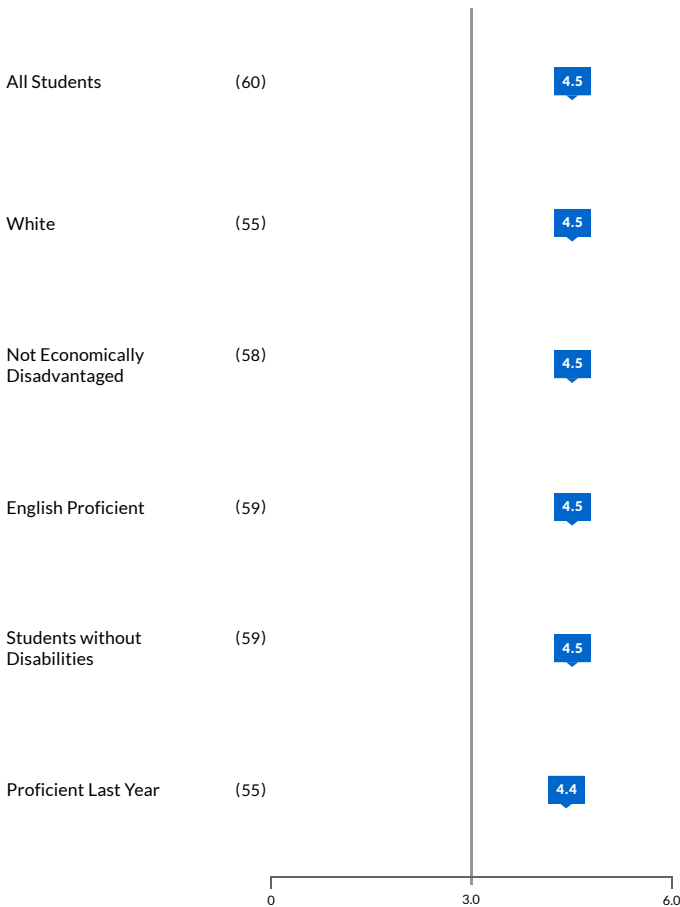 All Students (60) 4.5
White (55) 4.5
Not Economically (58) 4.5
Disadvantaged
English Proficient (59) 4.5
Students without (59) 4.5
Disabilities
Proficient Last Year (55) 4.4
0 3.0 6.0